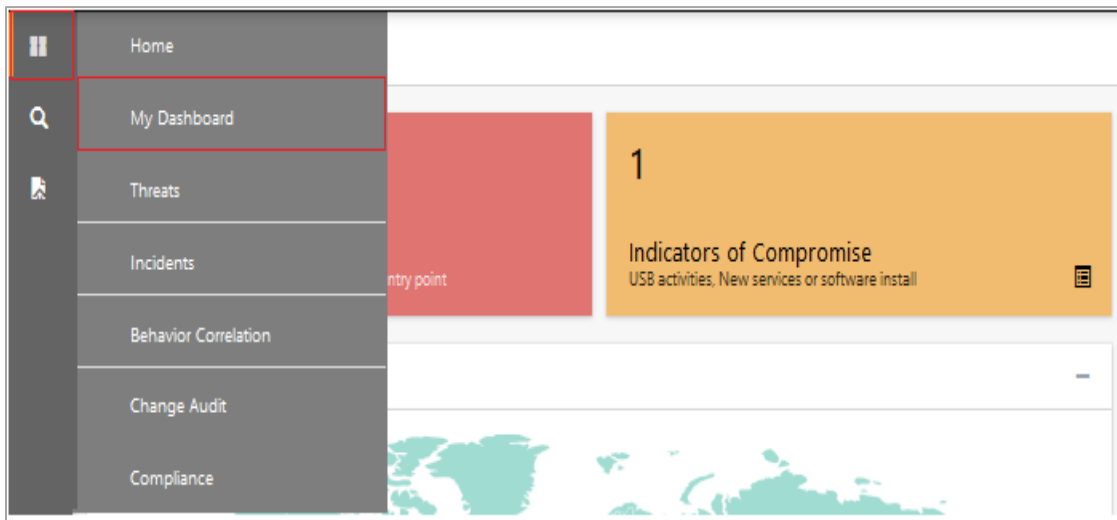 Home
My Dashboard
Threats
Incidents
Behavior Correlation
Change Audit
Compliance
point
1
Indicators of Compromise
USB activities, New services or software install